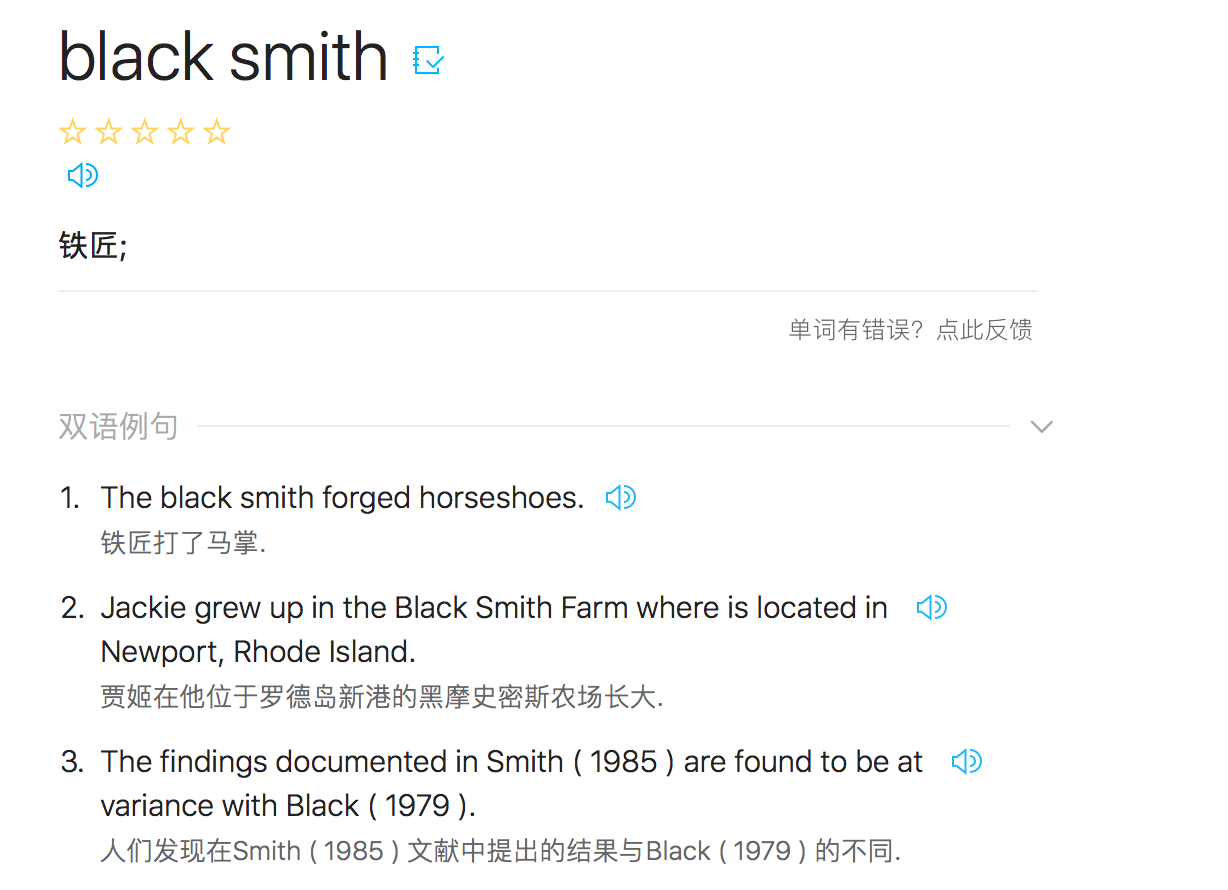 black smith
铁匠;
单词有错误? 点此反馈
双语例句
1. The black smith forged horseshoes.
铁匠打了马掌.
2. Jackie grew up in the Black Smith Farm where is located in
Newport, Rhode Island.
贾姬在他位于罗德岛新港的黑摩史密斯农场长大.
3. The findings documented in Smith ( 1985 ) are found to be at
variance with Black ( 1979 ).
人们发现在Smith ( 1985 ) 文献中提出的结果与Black ( 1979 ) 的不同.